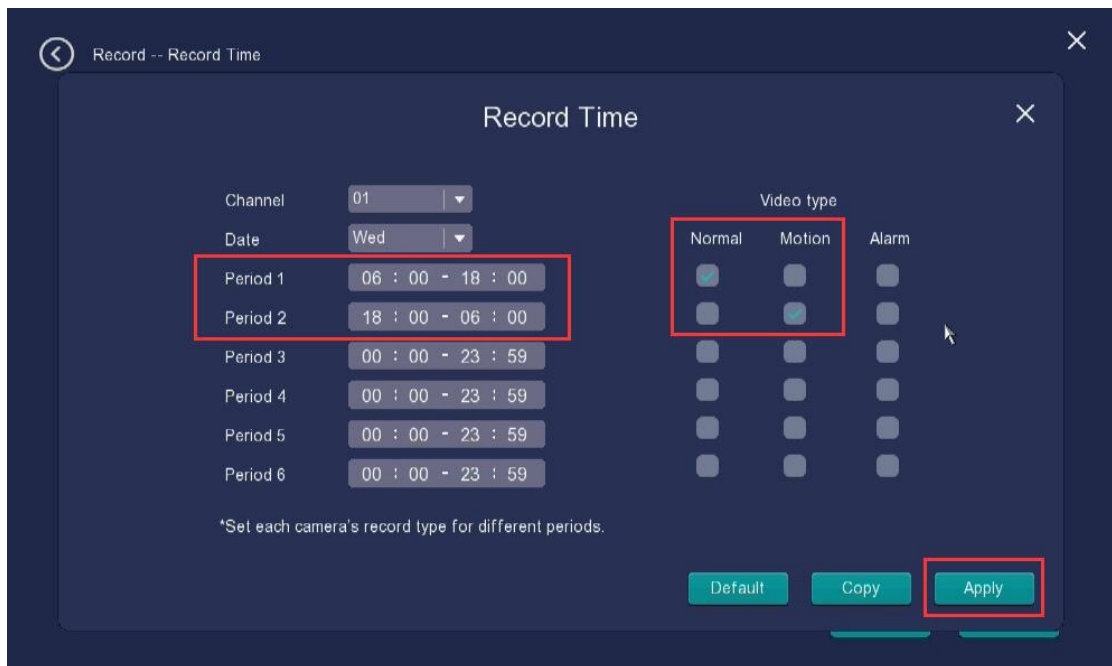 Record -- Record Time
Record Time
Channel 01 Video type
Date Wed Normal Motion Alarm
Period 1 06 : 00 - 18 : 00
Period 2 18 : 00 - 06 : 00
Period 3 00 : 00 - 23 : 59
Period 4 00 : 00 - 23 : 59
Period 5 00 : 00 - 23 : 59
Period 6 00 : 00 - 23 : 59
*Set each camera's record type for different periods.
Default Copy Apply